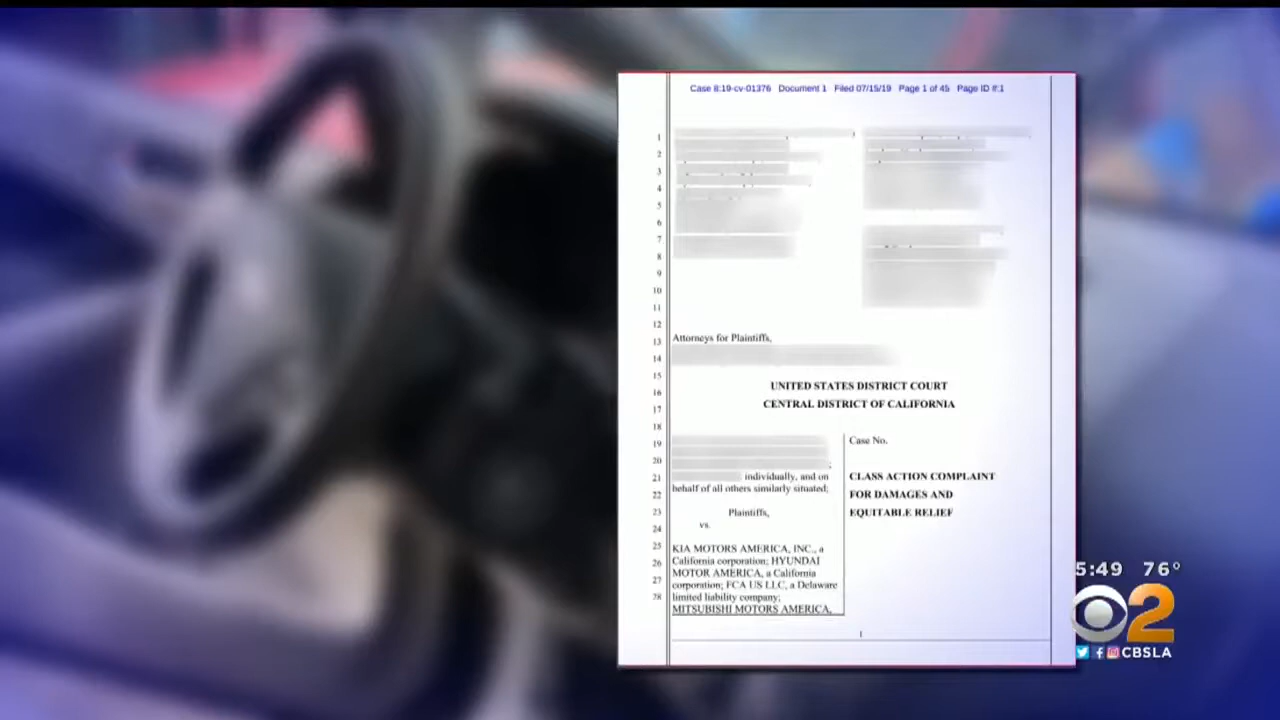 Case 8:19-cv-01376 Document 1 Filed 07/15/19 Page 1 of 45 Page ID #:1
1
2
3
4
5
6
7
8
9
10
11
12
13
14
15
16
17
18
19
20
21
22
23
24
25
26
27
28
Attorneys for Plaintiffs,
UNITED STATES DISTRICT COURT
CENTRAL DISTRICT OF CALIFORNIA
individually, and on
behalf of all others similarly situated;
Plaintiffs,
vs.
KIA MOTORS AMERICA, INC., a
California corporation; HYUNDAI
MOTOR AMERICA, a California
corporation; FCA US LLC, a Delaware
limited liability company;
MITSUBISHI MOTORS AMERICA,
Case No.
CLASS ACTION COMPLAINT
FOR DAMAGES AND
EQUITABLE RELIEF
1
5:49 76°
2
CBSLA